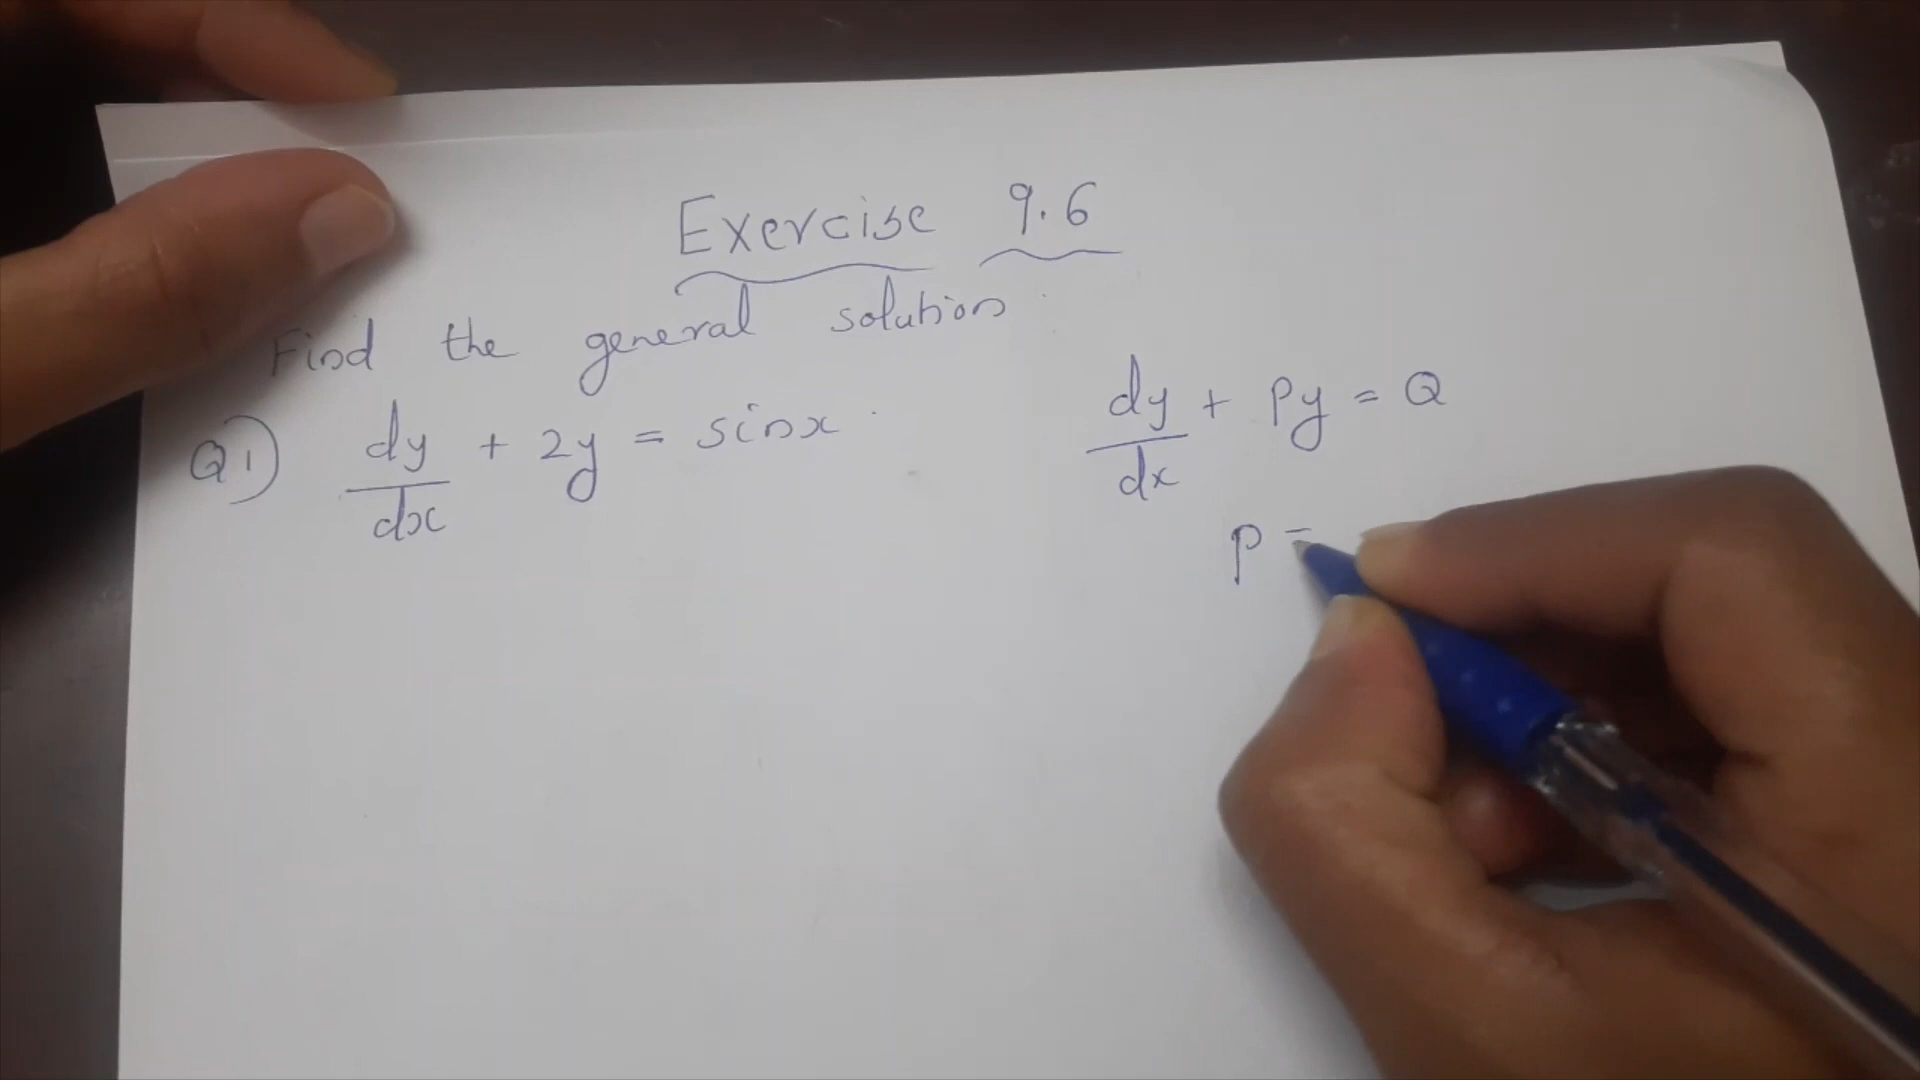 Exercise 9.6
Find the general solution.
Q1) dy/dx + 2y = sinx.
dy/dx + Py = Q
P =